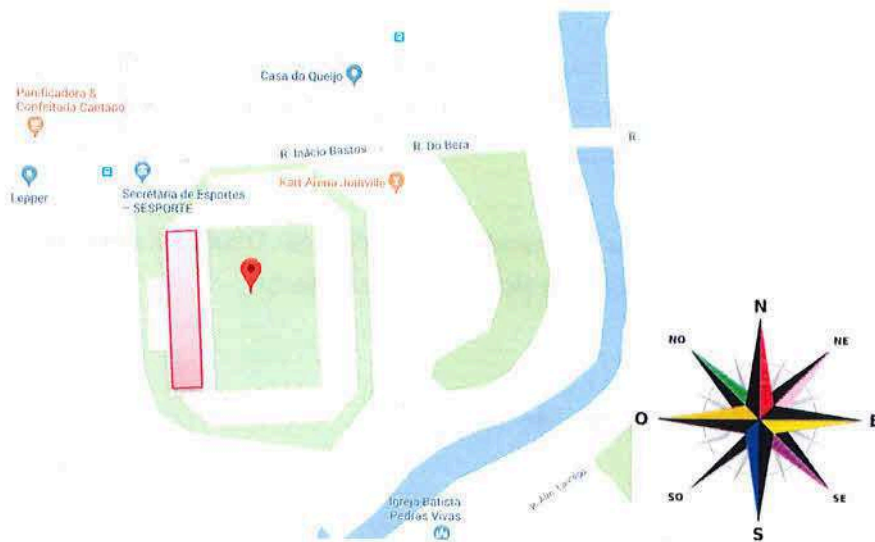 Casa do Queijo
Panificadora &
Confeitaria Caetano
R. Inácio Bastos
R. Do Bera
R.
Lepper
Secretaria de Esportes
– SESPORTE
Kart Arena Joinville
N
NO
NE
O
E
SO
SE
S
Igreja Batista
Pedras Vivas